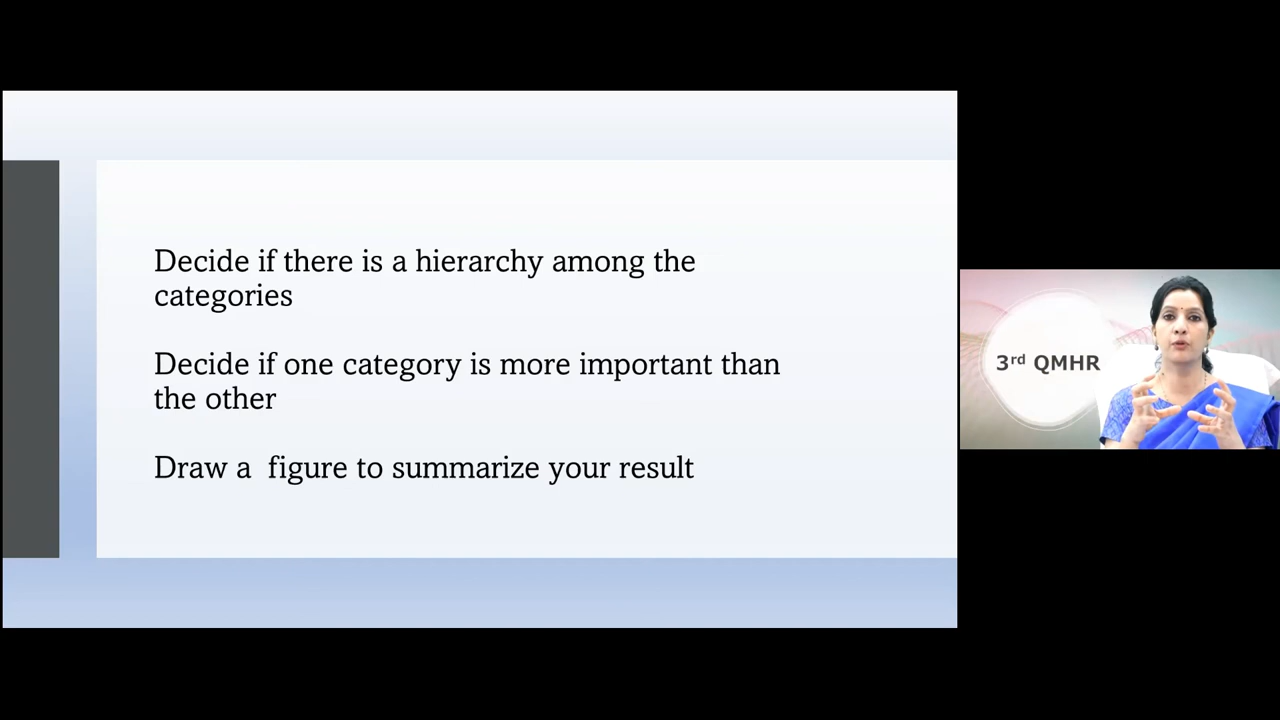 Decide if there is a hierarchy among the
categories
Decide if one category is more important than
the other
Draw a  figure to summarize your result
3rd QMHR